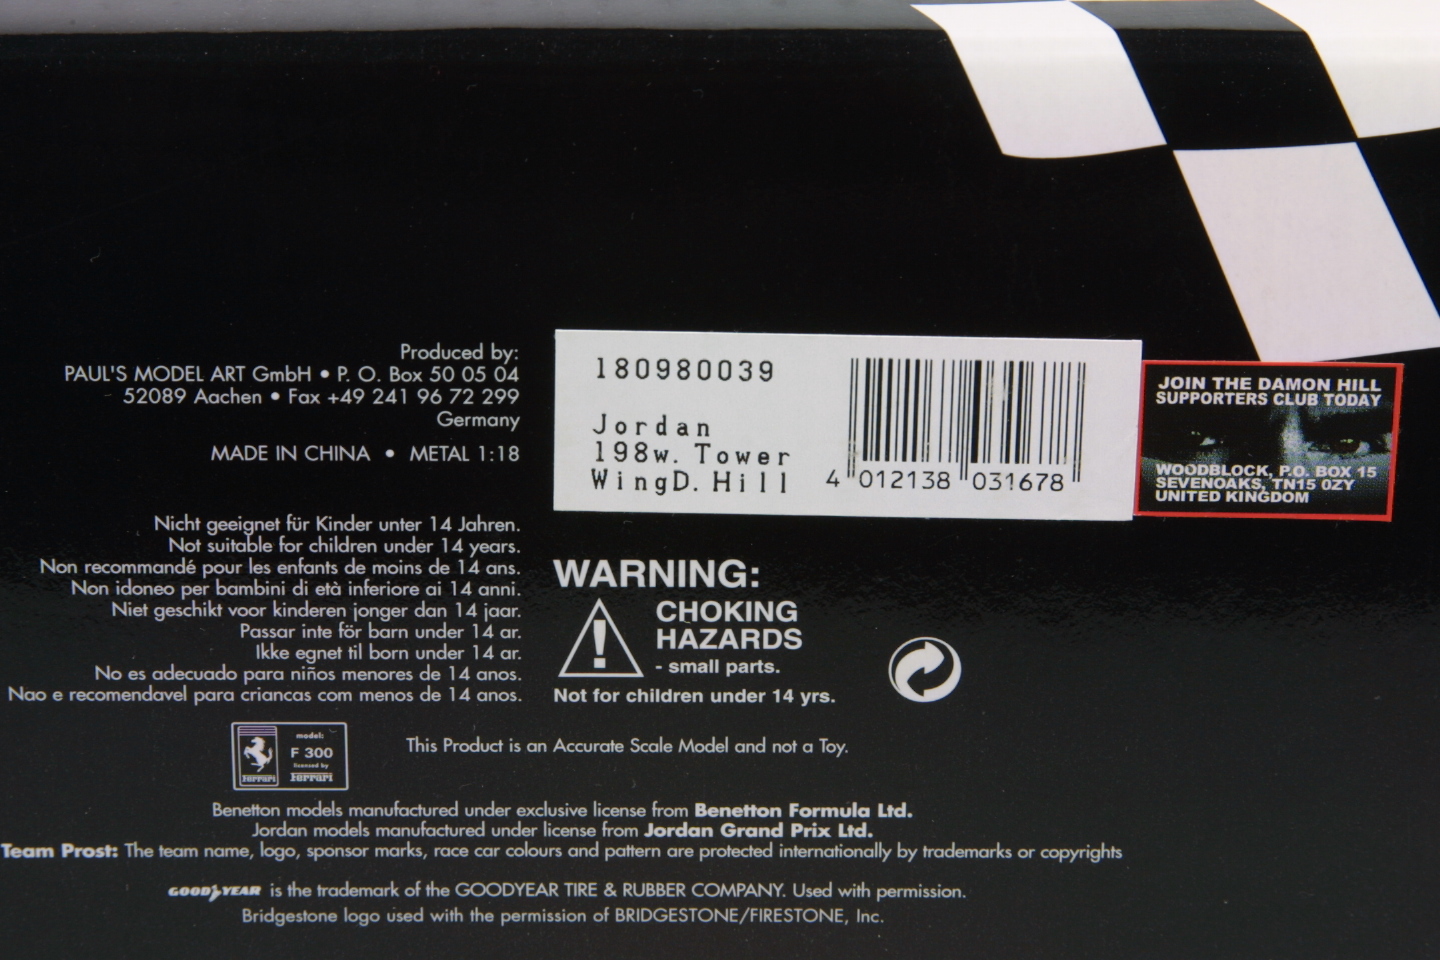 Produced by:
PAUL'S MODEL ART GmbH • P. O. Box 50 05 04
52089 Aachen • Fax +49 241 96 72 299
Germany
MADE IN CHINA • METAL 1:18
180980039
Jordan
198w. Tower
WingD. Hill
4 012138 031678
JOIN THE DAMON HILL
SUPPORTERS CLUB TODAY
WOODBLOCK, P.O. BOX 15
SEVENOAKS, TN15 0ZY
UNITED KINGDOM
Nicht geeignet für Kinder unter 14 Jahren.
Not suitable for children under 14 years.
Non recommandé pour les enfants de moins de 14 ans.
Non idoneo per bambini di età inferiore ai 14 anni.
Niet geschikt voor kinderen jonger dan 14 jaar.
Passar inte för barn under 14 ar.
Ikke egnet til born under 14 ar.
No es adecuado para niños menores de 14 anos.
Nao e recomendavel para criancas com menos de 14 anos.
WARNING:
CHOKING
HAZARDS
- small parts.
Not for children under 14 yrs.
Ferrari
model:
F 300
licensed by
Ferrari
This Product is an Accurate Scale Model and not a Toy.
Benetton models manufactured under exclusive license from Benetton Formula Ltd.
Jordan models manufactured under license from Jordan Grand Prix Ltd.
Team Prost: The team name, logo, sponsor marks, race car colours and pattern are protected internationally by trademarks or copyrights
GOODYEAR is the trademark of the GOODYEAR TIRE & RUBBER COMPANY. Used with permission.
Bridgestone logo used with the permission of BRIDGESTONE/FIRESTONE, Inc.